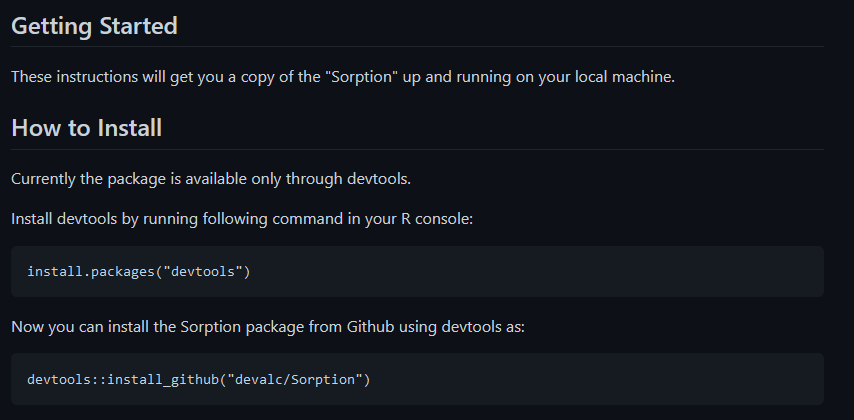 Getting Started
These instructions will get you a copy of the "Sorption" up and running on your local machine.
How to Install
Currently the package is available only through devtools.
Install devtools by running following command in your R console:
install.packages("devtools")
Now you can install the Sorption package from Github using devtools as:
devtools::install_github("devalc/Sorption")